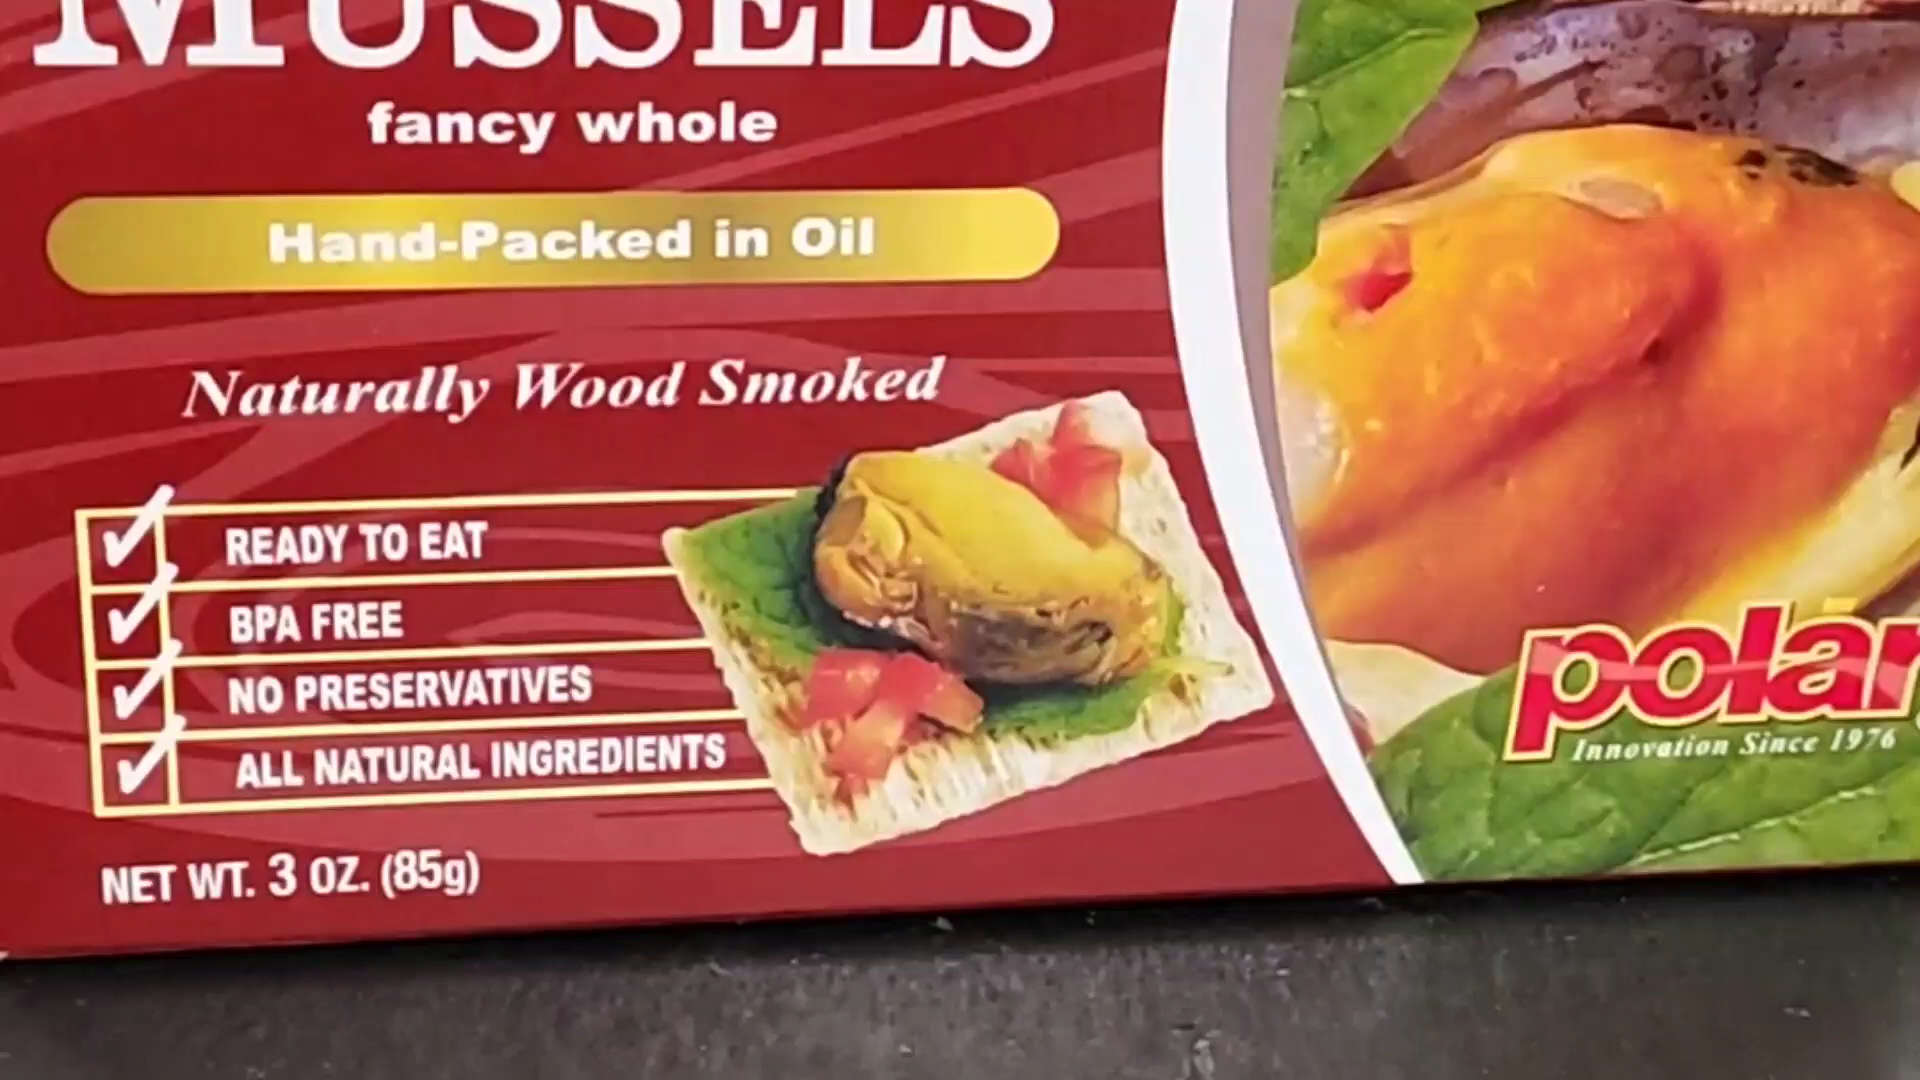 MUSSELS
fancy whole
Hand-Packed in Oil
Naturally Wood Smoked
READY TO EAT
BPA FREE
NO PRESERVATIVES
ALL NATURAL INGREDIENTS
NET WT. 3 OZ. (85g)
polar
Innovation Since 1976